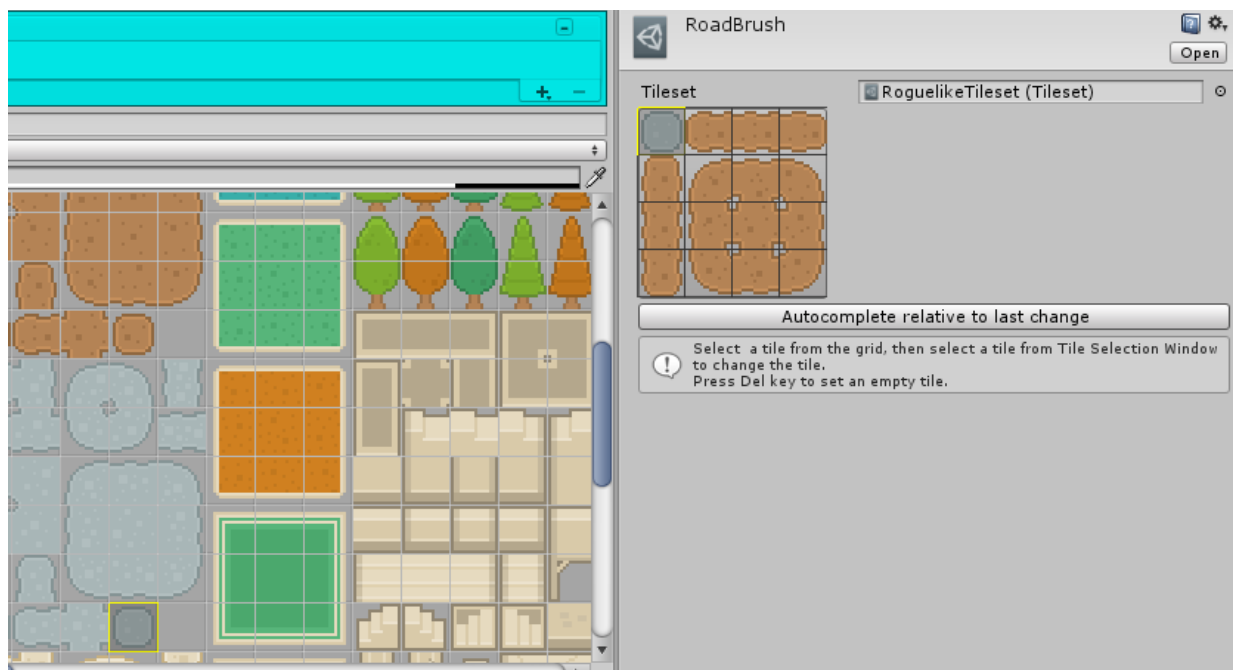 RoadBrush
Open
Tileset
RoguelikeTileset (Tileset)
Autocomplete relative to last change
Select a tile from the grid, then select a tile from Tile Selection Window
to change the tile.
Press Del key to set an empty tile.